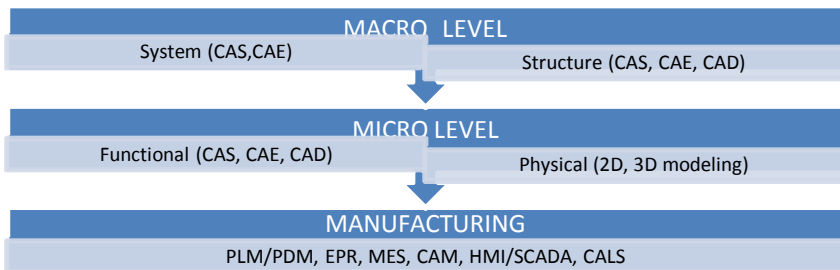 MACRO LEVEL
System (CAS,CAE)
Structure (CAS, CAE, CAD)
MICRO LEVEL
Functional (CAS, CAE, CAD)
Physical (2D, 3D modeling)
MANUFACTURING
PLM/PDM, EPR, MES, CAM, HMI/SCADA, CALS